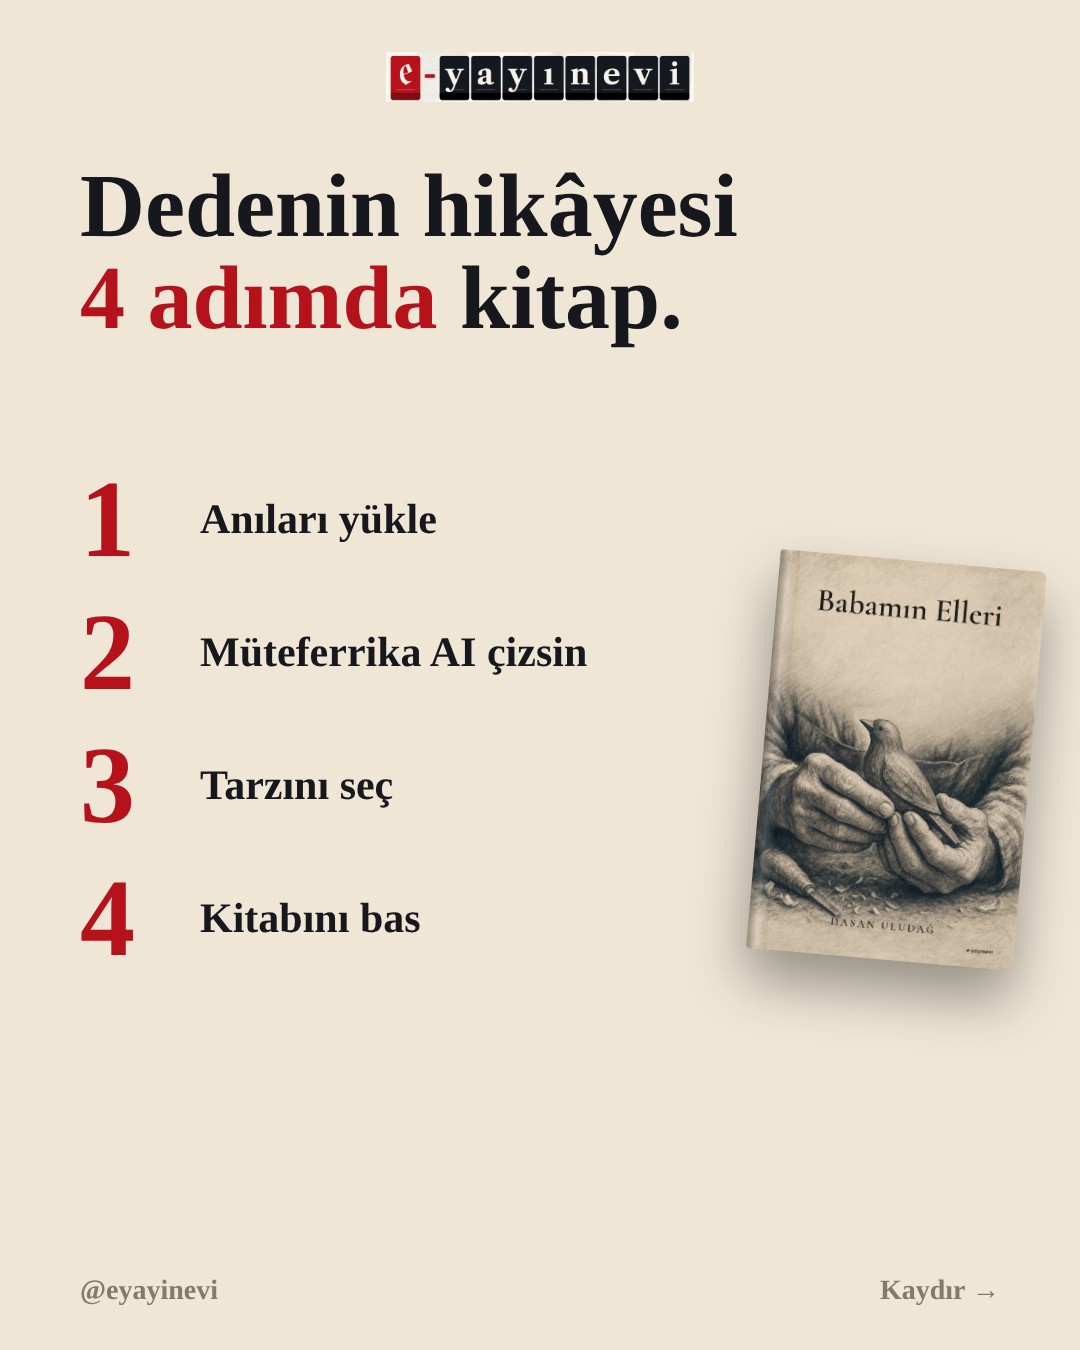 e-yayınevi
Dedenin hikâyesi
4 adımda kitap.
1 Anıları yükle
2 Müteferrika AI çizsin
3 Tarzını seç
4 Kitabını bas
Babamın Elleri
HASAN ULUDAĞ
e-yayınevi
@eyayinevi
Kaydır →